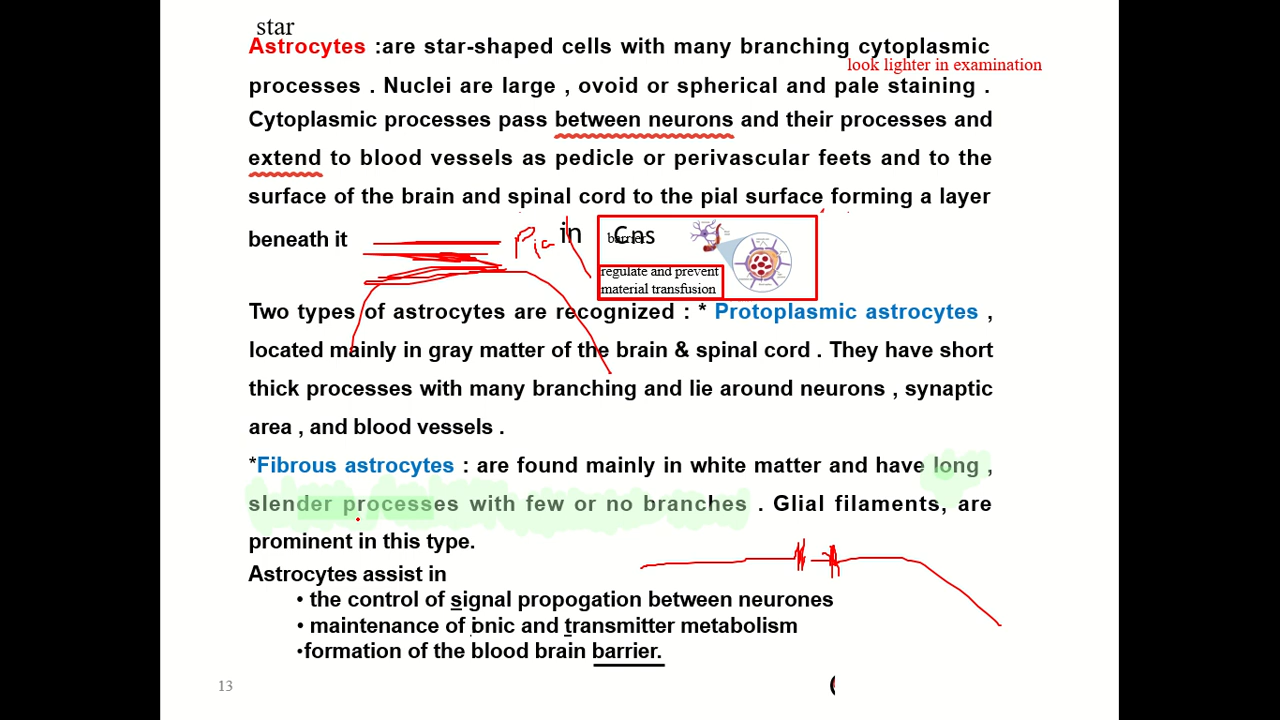 star
Astrocytes :are star-shaped cells with many branching cytoplasmic
look lighter in examination
processes . Nuclei are large , ovoid or spherical and pale staining .
Cytoplasmic processes pass between neurons and their processes and
extend to blood vessels as pedicle or perivascular feets and to the
surface of the brain and spinal cord to the pial surface forming a layer
beneath it
Pia
in Cns
barrier
regulate and prevent
material transfusion
Two types of astrocytes are recognized : * Protoplasmic astrocytes ,
located mainly in gray matter of the brain & spinal cord . They have short
thick processes with many branching and lie around neurons , synaptic
area , and blood vessels .
*Fibrous astrocytes : are found mainly in white matter and have long ,
slender processes with few or no branches . Glial filaments, are
prominent in this type.
Astrocytes assist in
• the control of signal propogation between neurones
• maintenance of ionic and transmitter metabolism
•formation of the blood brain barrier.
13